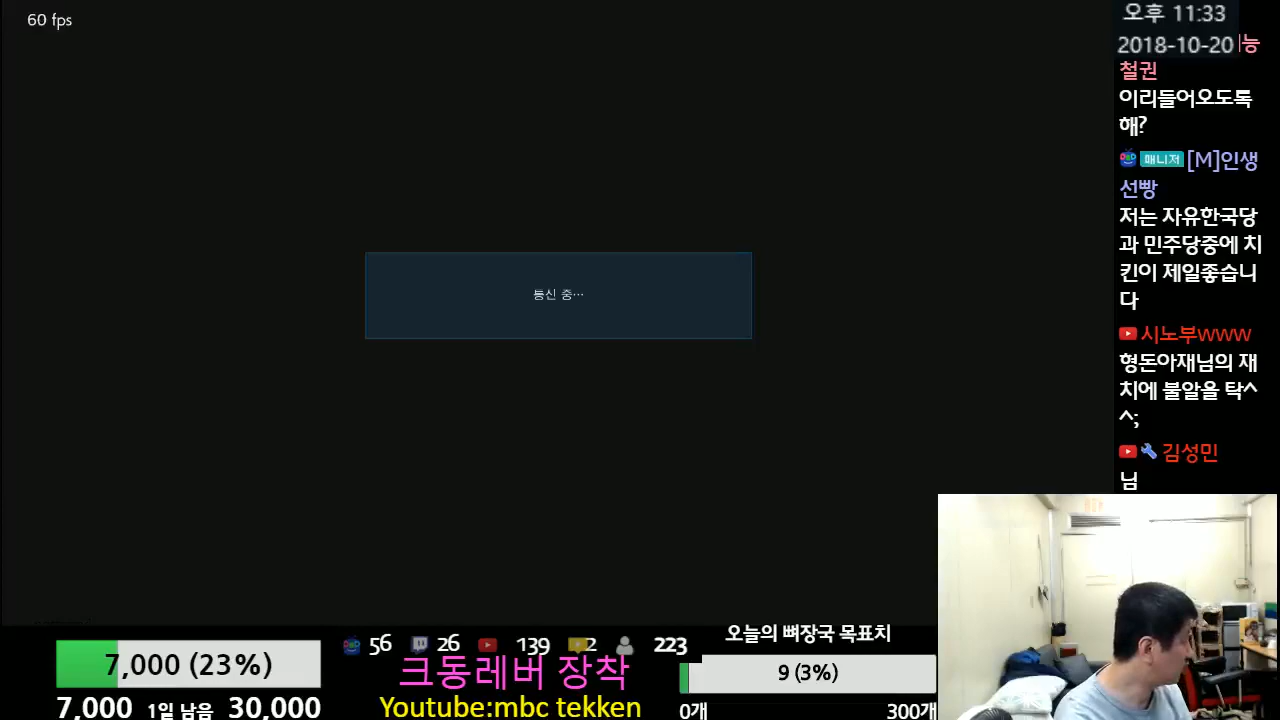 60 fps
오후 11:33
2018-10-20
능
철권
이리들어오도록
해?
매니저 [M]인생
선빵
저는 자유한국당
과 민주당중에 치
킨이 제일좋습니
다
시노부www
형돈아재님의 재
치에 불알을 탁^
^;
김성민
님
통신 중…
56 26 139 2 223
오늘의 뼈장국 목표치
7,000 (23%)
크동레버 장착
9 (3%)
7,000 1일 남음 30,000
Youtube:mbc tekken
0개 300개